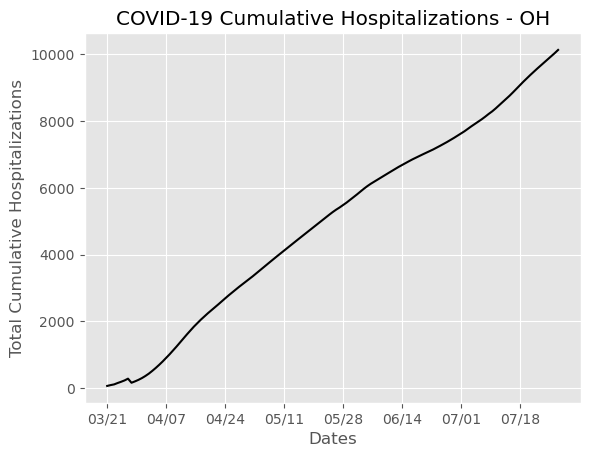 COVID-19 Cumulative Hospitalizations - OH
Total Cumulative Hospitalizations
10000
8000
6000
4000
2000
0
03/21 04/07 04/24 05/11 05/28 06/14 07/01 07/18
Dates